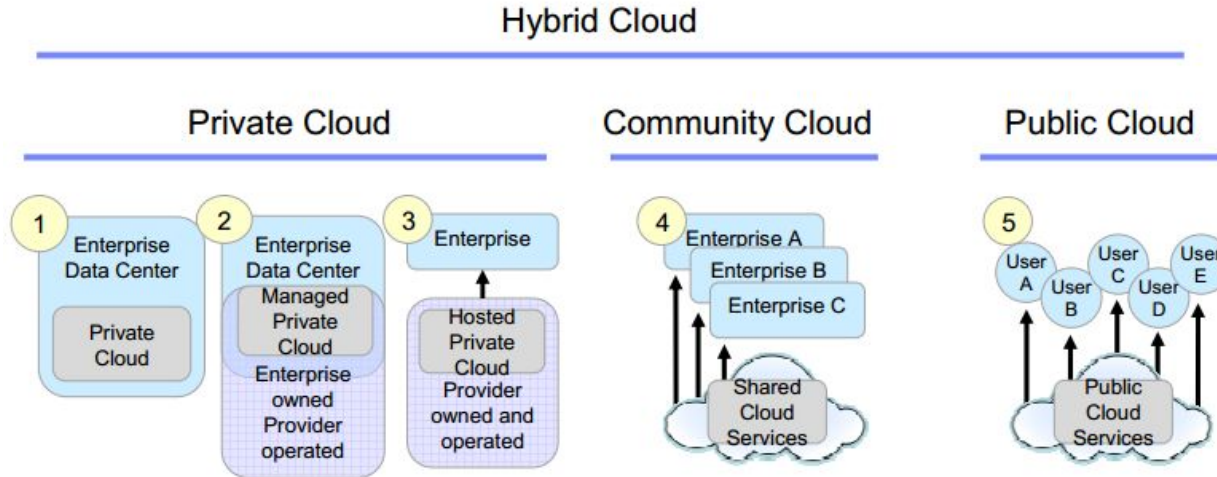 Hybrid Cloud
Private Cloud
Community Cloud
Public Cloud
1
Enterprise
Data Center
Private
Cloud
2
Enterprise
Data Center
Managed
Private
Cloud
Enterprise
owned
Provider
operated
3
Enterprise
Hosted
Private
Cloud
Provider
owned and
operated
4
Enterprise A
Enterprise B
Enterprise C
Shared
Cloud
Services
5
User
A
User
B
User
C
User
D
User
E
Public
Cloud
Services